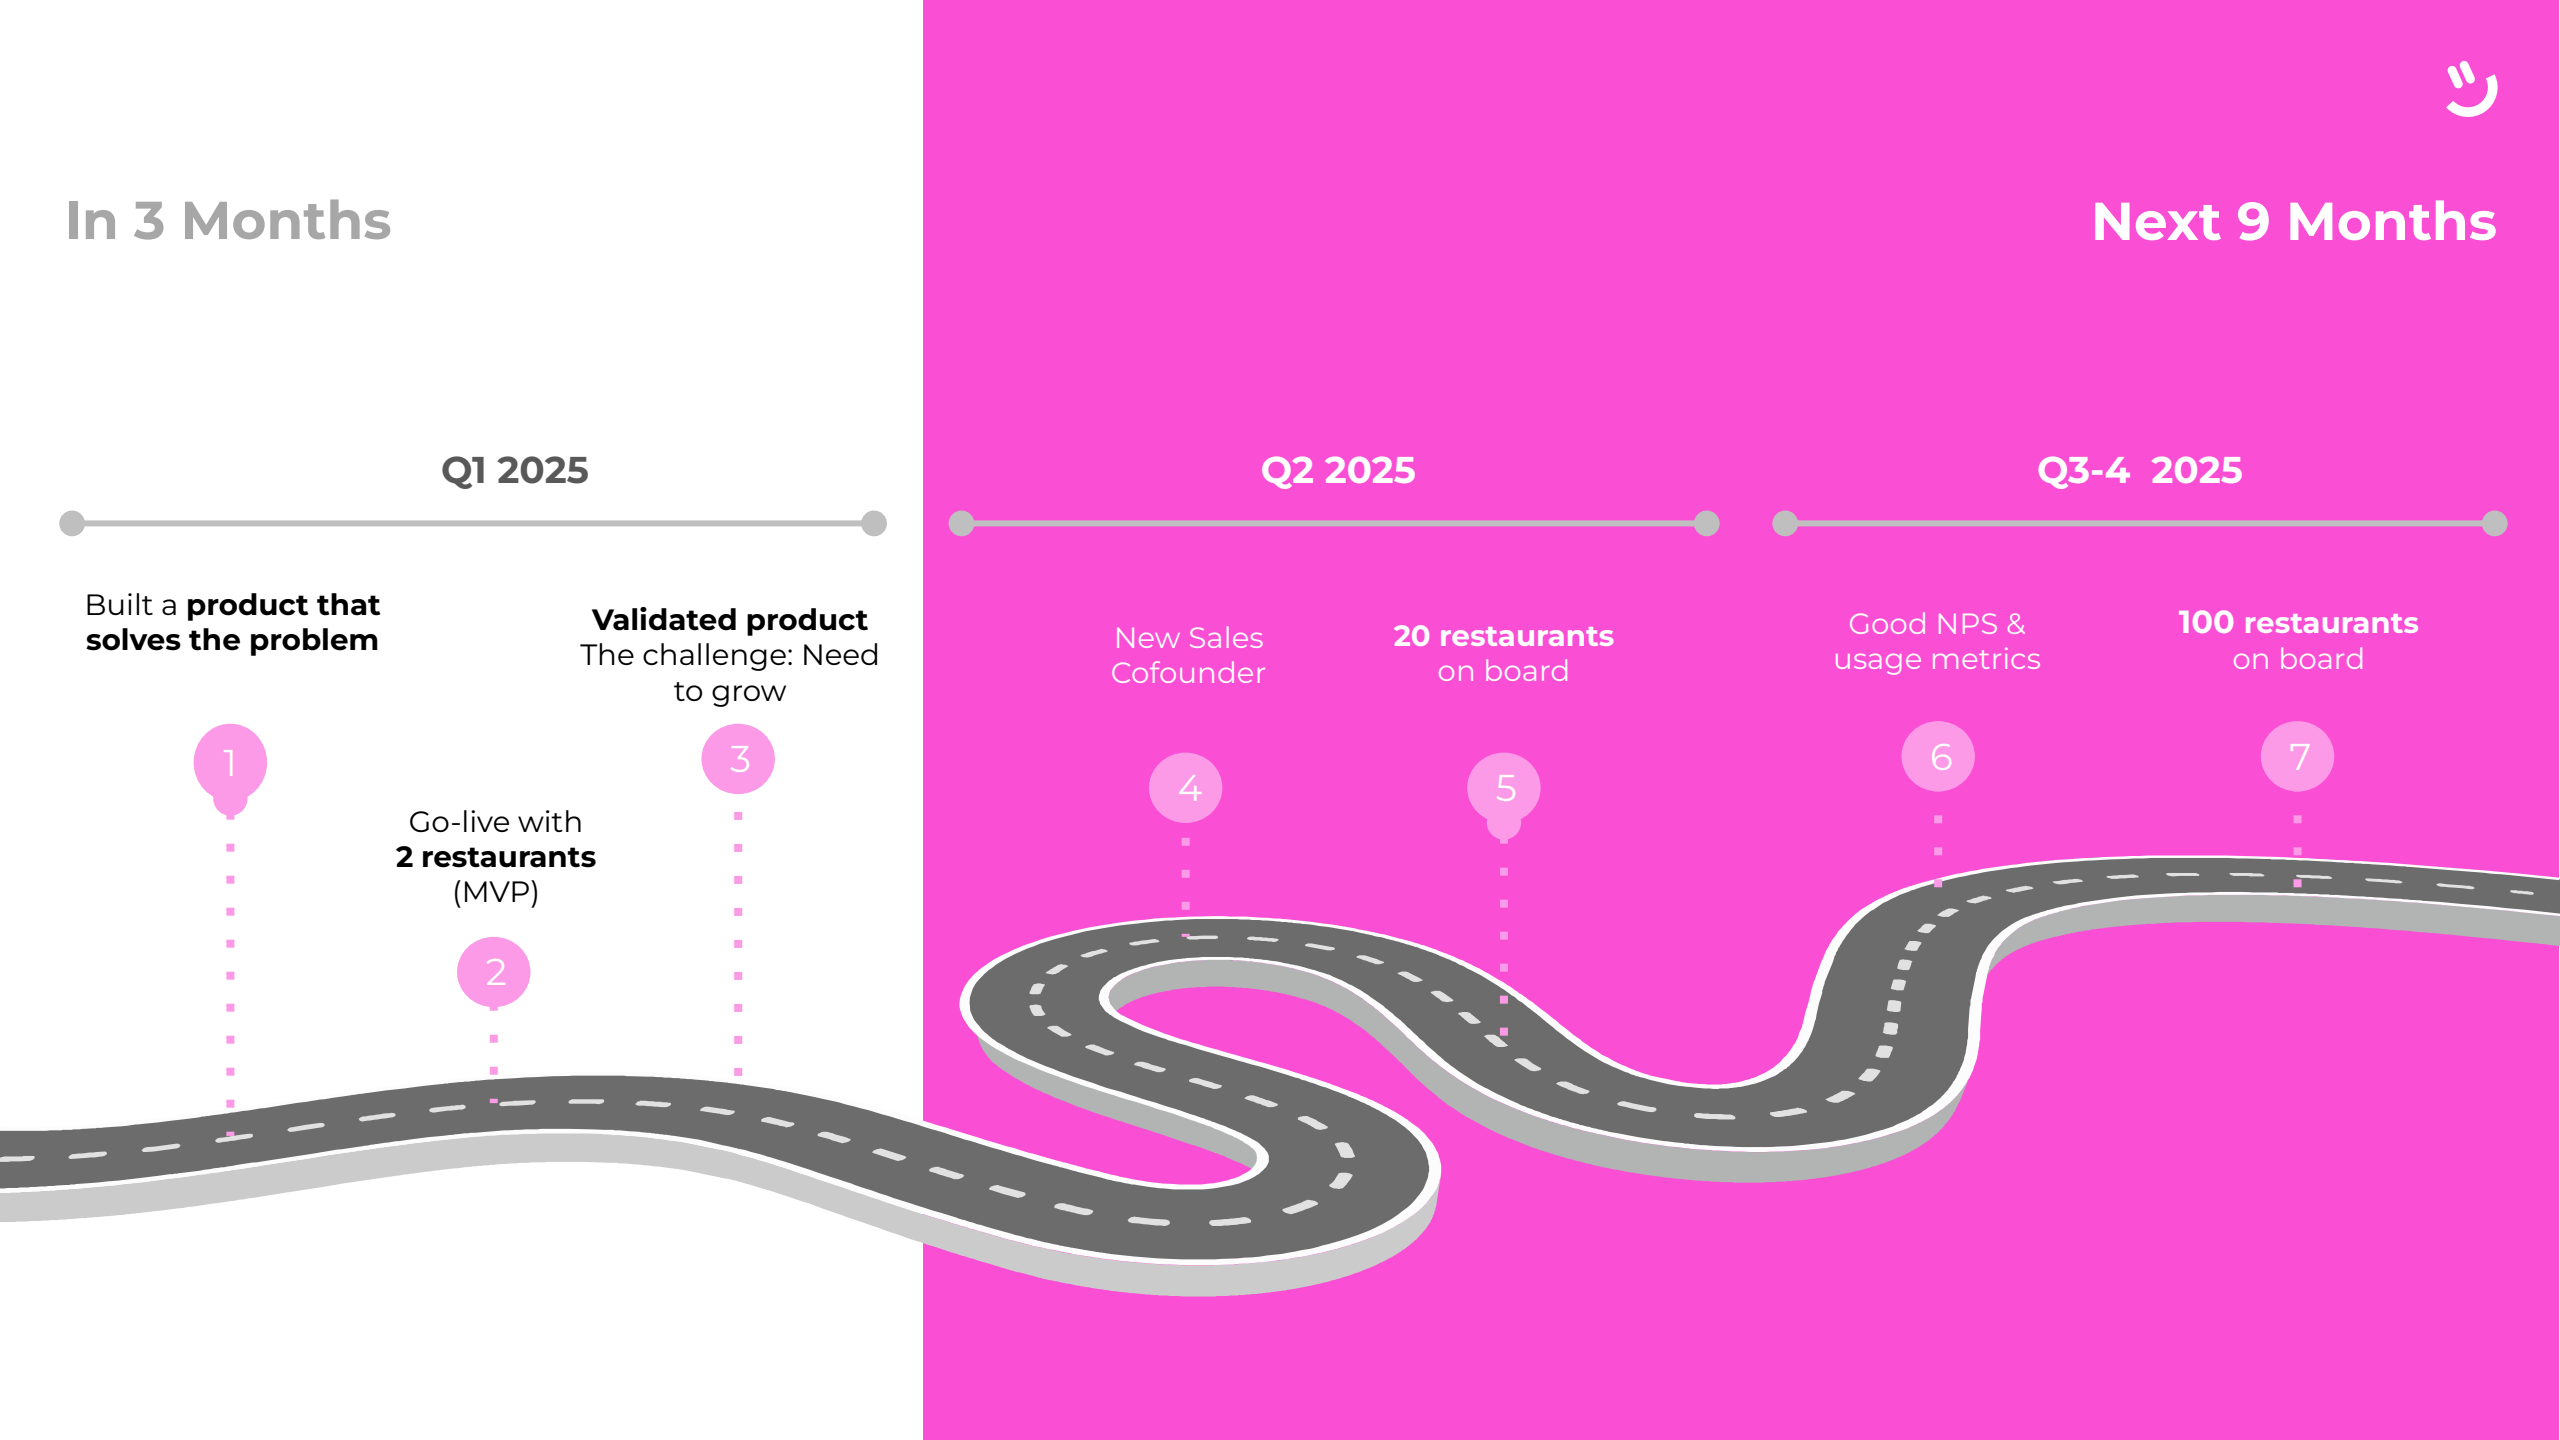 In 3 Months
Next 9 Months
Q1 2025
Q2 2025
Q3-4 2025
Built a product that
solves the problem
1
Go-live with
2 restaurants
(MVP)
2
Validated product
The challenge: Need
to grow
3
New Sales
Cofounder
4
20 restaurants
on board
5
Good NPS &
usage metrics
6
100 restaurants
on board
7